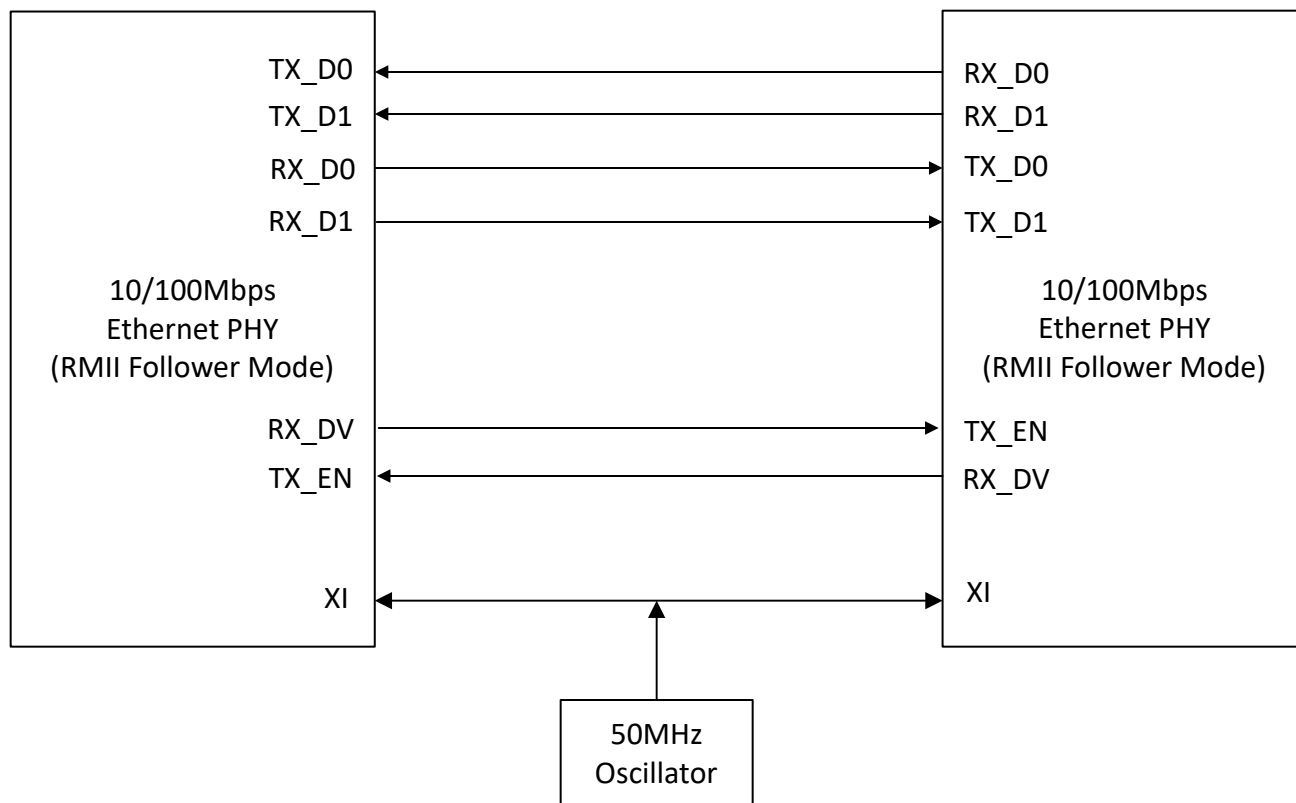 TX_D0
TX_D1
RX_D0
RX_D1
10/100Mbps
Ethernet PHY
(RMII Follower Mode)
RX_DV
TX_EN
XI
RX_D0
RX_D1
TX_D0
TX_D1
10/100Mbps
Ethernet PHY
(RMII Follower Mode)
TX_EN
RX_DV
XI
50MHz
Oscillator